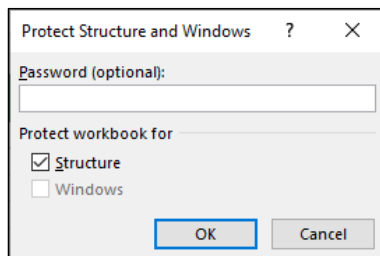 Protect Structure and Windows ?
Password (optional):
Protect workbook for
Structure
Windows
OK Cancel